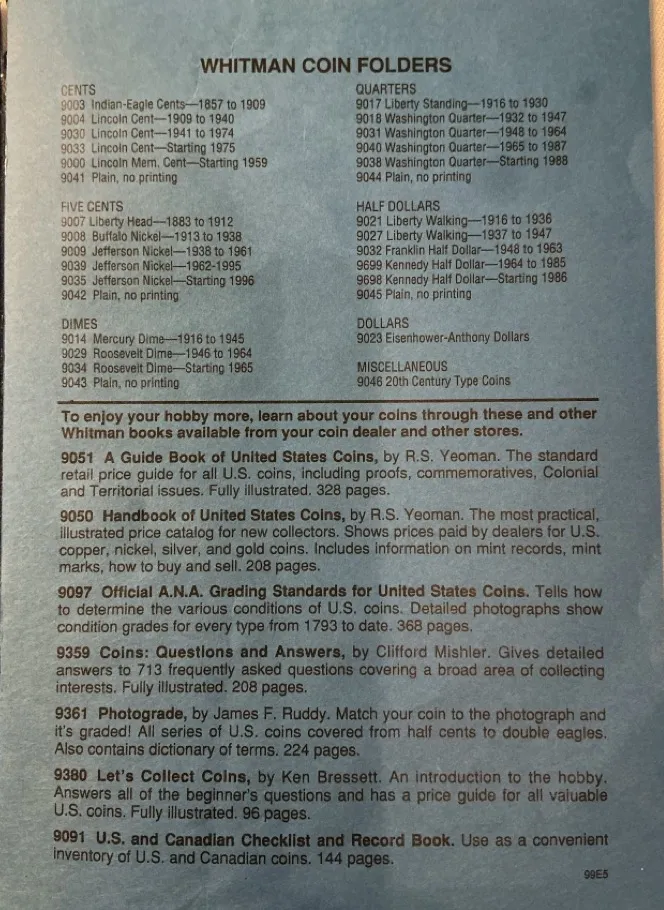 WHITMAN COIN FOLDERS
CENTS
9003 Indian-Eagle Cents—1857 to 1909
9004 Lincoln Cent—1909 to 1940
9030 Lincoln Cent—1941 to 1974
9033 Lincoln Cent—Starting 1975
9000 Lincoln Mem. Cent—Starting 1959
9041 Plain, no printing
FIVE CENTS
9007 Liberty Head—1883 to 1912
9008 Buffalo Nickel—1913 to 1938
9009 Jefferson Nickel—1938 to 1961
9039 Jefferson Nickel—1962-1995
9035 Jefferson Nickel—Starting 1996
9042 Plain, no printing
DIMES
9014 Mercury Dime—1916 to 1945
9029 Roosevelt Dime—1946 to 1964
9034 Roosevelt Dime—Starting 1965
9043 Plain, no printing
QUARTERS
9017 Liberty Standing—1916 to 1930
9018 Washington Quarter—1932 to 1947
9031 Washington Quarter—1948 to 1964
9040 Washington Quarter—1965 to 1987
9038 Washington Quarter—Starting 1988
9044 Plain, no printing
HALF DOLLARS
9021 Liberty Walking—1916 to 1936
9027 Liberty Walking—1937 to 1947
9032 Franklin Half Dollar—1948 to 1963
9699 Kennedy Half Dollar—1964 to 1985
9698 Kennedy Half Dollar—Starting 1986
9045 Plain, no printing
DOLLARS
9023 Eisenhower-Anthony Dollars
MISCELLANEOUS
9046 20th Century Type Coins
To enjoy your hobby more, learn about your coins through these and other
Whitman books available from your coin dealer and other stores.
9051 A Guide Book of United States Coins, by R.S. Yeoman. The standard
retail price guide for all U.S. coins, including proofs, commemoratives, Colonial
and Territorial issues. Fully illustrated. 328 pages.
9050 Handbook of United States Coins, by R.S. Yeoman. The most practical,
illustrated price catalog for new collectors. Shows prices paid by dealers for U.S.
copper, nickel, silver, and gold coins. Includes information on mint records, mint
marks, how to buy and sell. 208 pages.
9097 Official A.N.A. Grading Standards for United States Coins. Tells how
to determine the various conditions of U.S. coins. Detailed photographs show
condition grades for every type from 1793 to date. 368 pages.
9359 Coins: Questions and Answers, by Clifford Mishler. Gives detailed
answers to 713 frequently asked questions covering a broad area of collecting
interests. Fully illustrated. 208 pages.
9361 Photograde, by James F. Ruddy. Match your coin to the photograph and
it's graded! All series of U.S. coins covered from half cents to double eagles.
Also contains dictionary of terms. 224 pages.
9380 Let's Collect Coins, by Ken Bressett. An introduction to the hobby.
Answers all of the beginner's questions and has a price guide for all valuable
U.S. coins. Fully illustrated. 96 pages.
9091 U.S. and Canadian Checklist and Record Book. Use as a convenient
inventory of U.S. and Canadian coins. 144 pages.
99E5